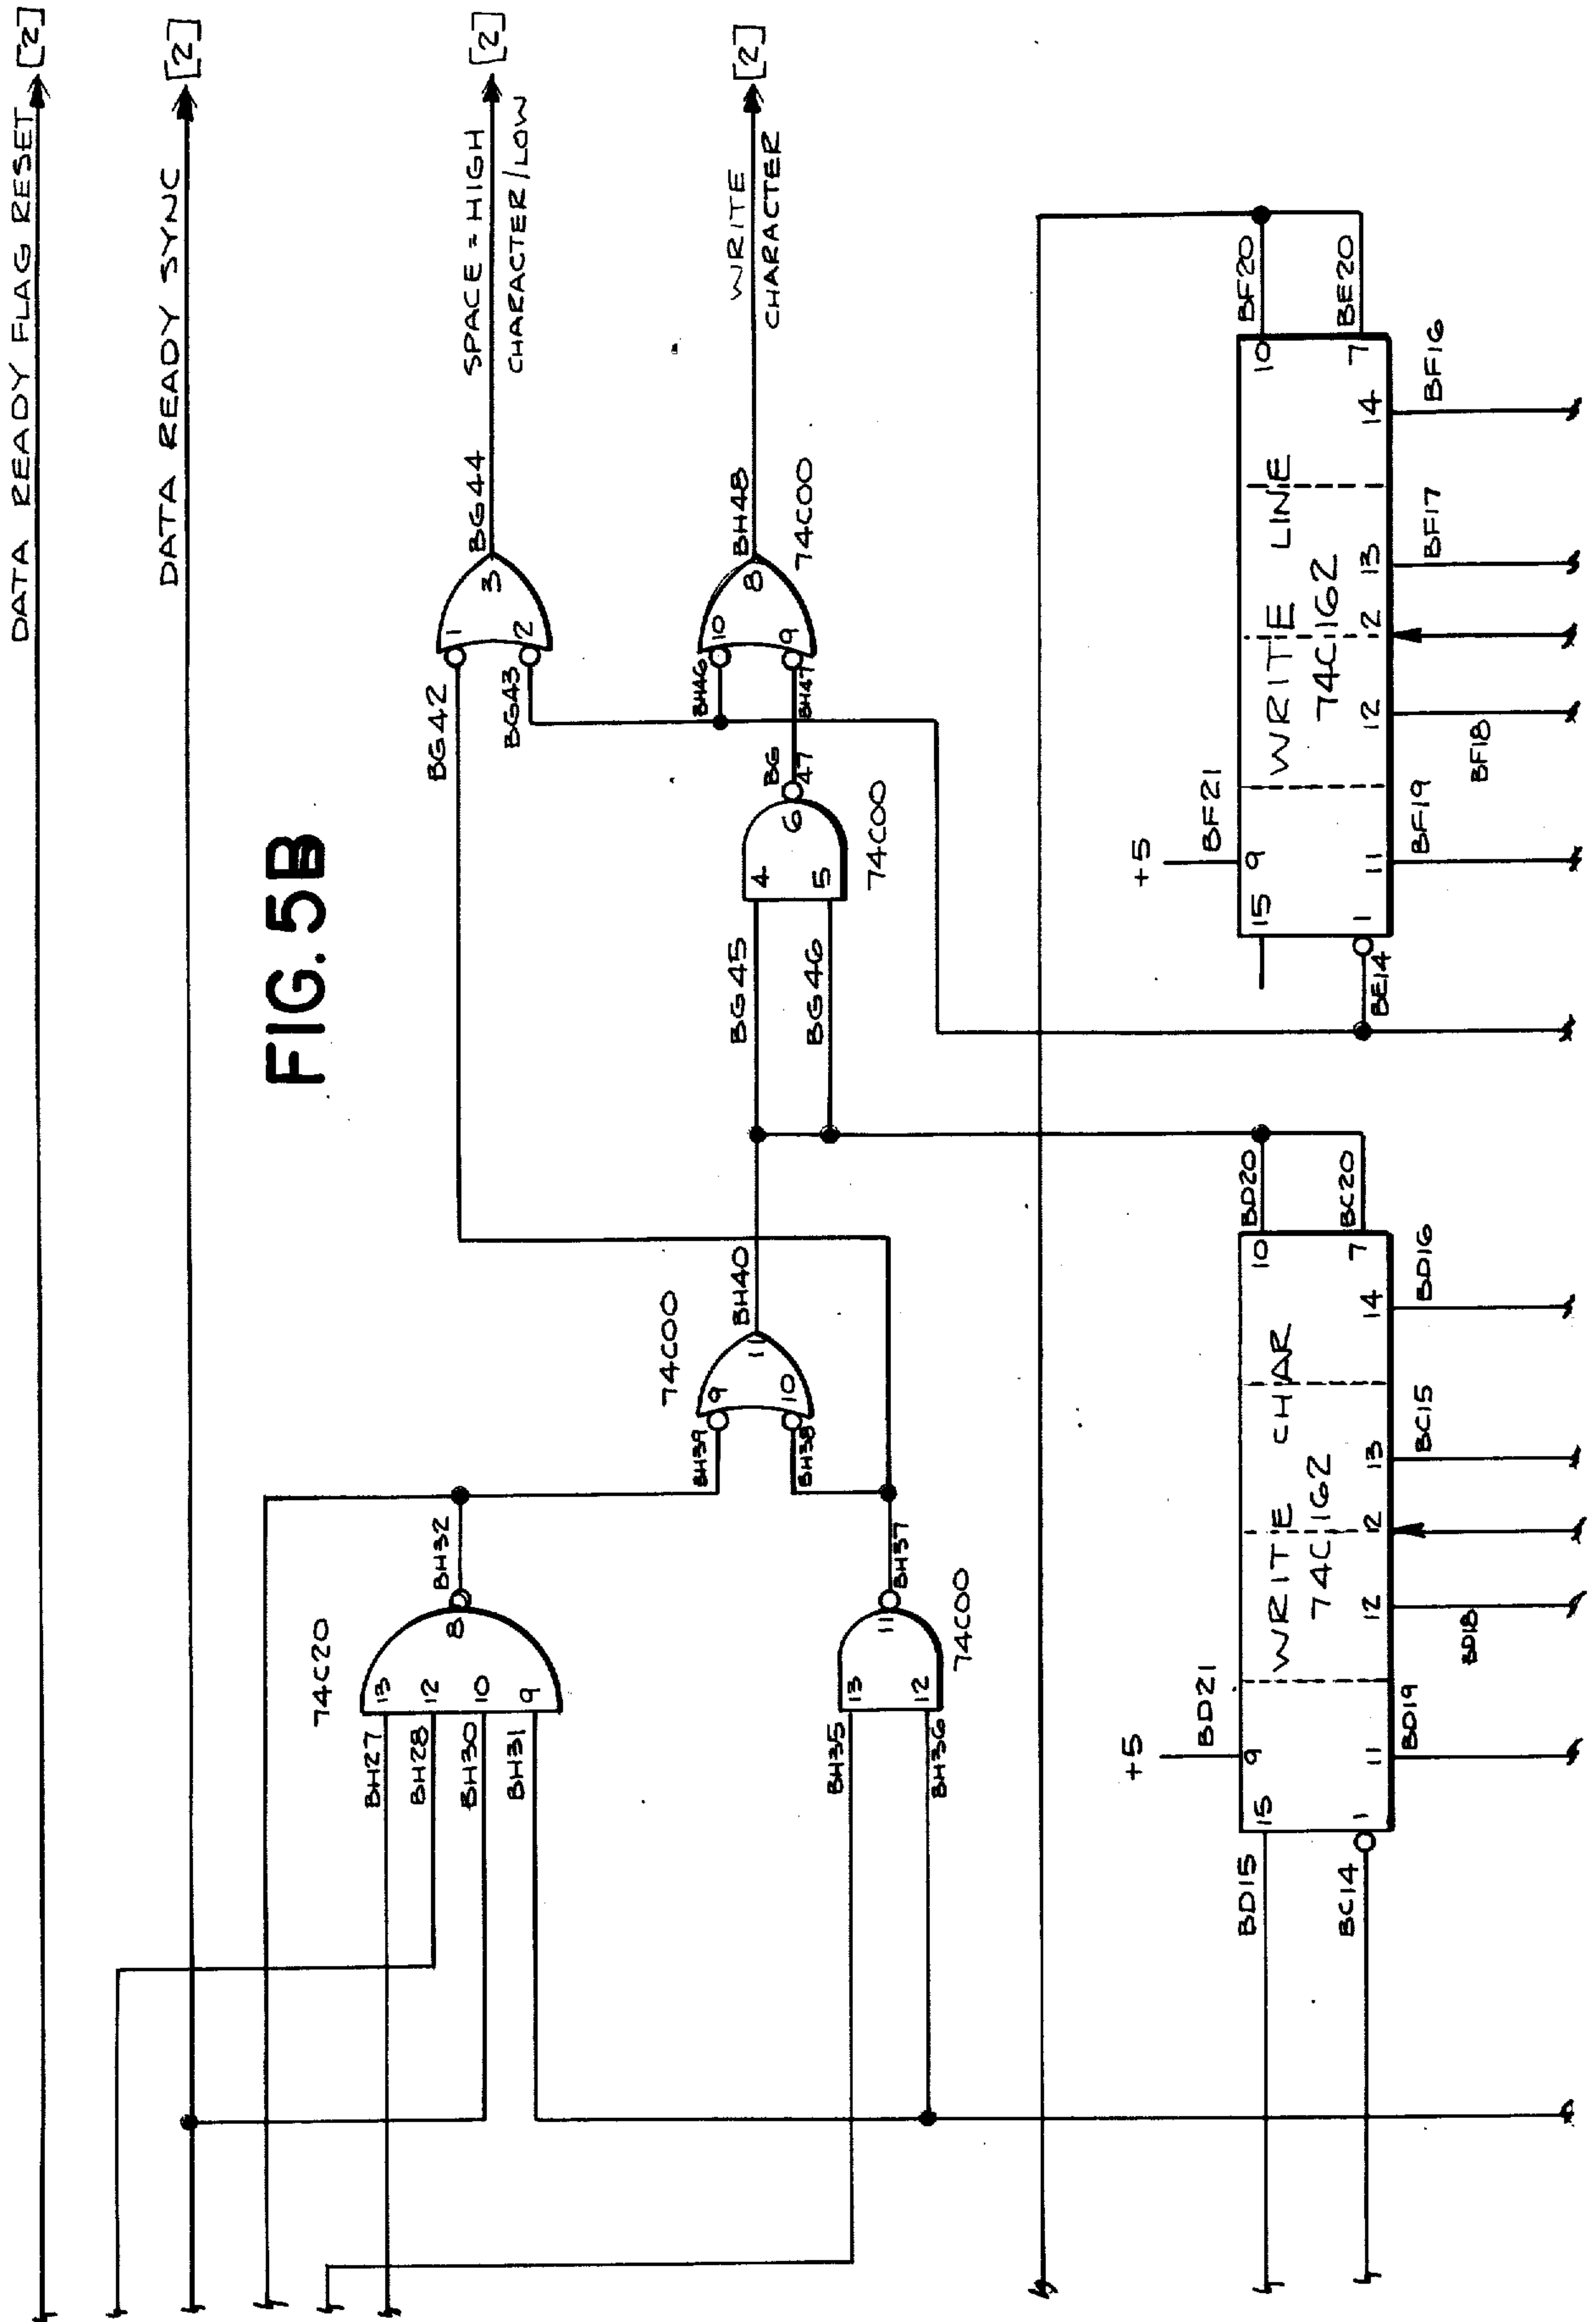 DATA READY FLAG RESET [2]
DATA READY SYNC [2]
FIG. 5B
BG44 SPACE = HIGH [2]
CHARACTER/LOW
1
2
3
BG42
BG43
BH48 WRITE [2]
CHARACTER
74C00
10
9
8
BH46
BH47
BG
47
4
5
6
74C00
BG45
BG46
74C00
BH40
9
10
11
BH39
BH38
74C20
BH32
13
12
10
9
8
BH27
BH28
BH30
BH31
BH37
74C00
13
12
11
BH35
BH36
+5
BD21
BD15
15
9
10
BD20
WRITE CHAR
74C162
BC14
1
11
12
2
13
14
7
BC20
BD19
BD18
BC15
BD16
+5
BF21
15
9
10
BF20
WRITE LINE
74C162
BE14
1
11
12
2
13
14
7
BE20
BF19
BF18
BF17
BF16